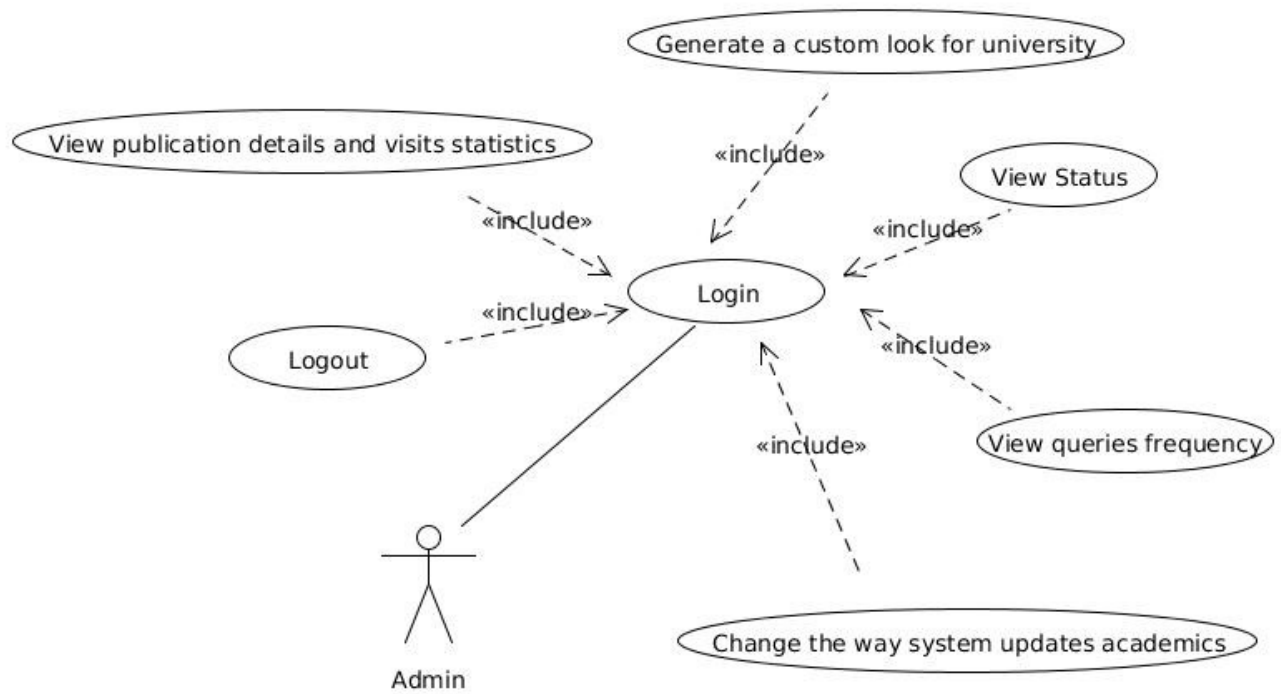 Generate a custom look for university
View publication details and visits statistics
«include»
View Status
«include»
«include»
Login
«include»
Logout
«include»
View queries frequency
«include»
Change the way system updates academics
Admin